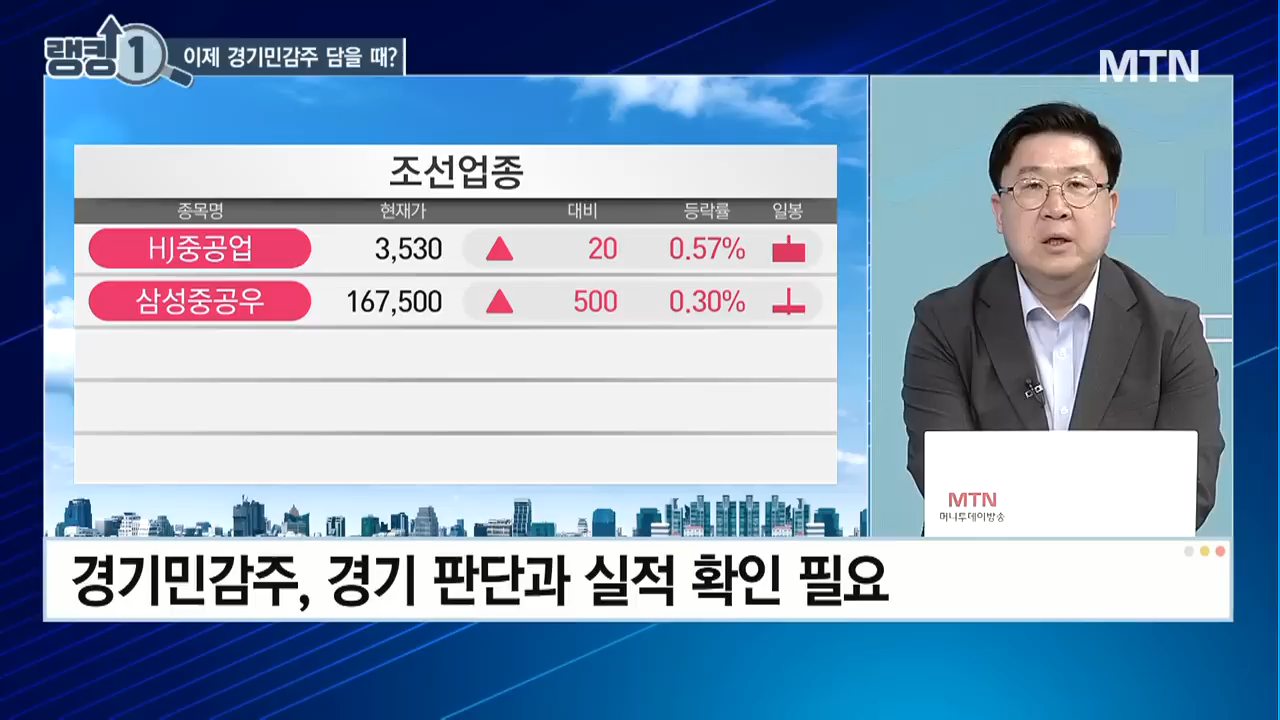 랭킹1 이제 경기민감주 담을 때?
MTN
조선업종
종목명 현재가 대비 등락률 일봉
HJ중공업 3,530 ▲ 20 0.57%
삼성중공우 167,500 ▲ 500 0.30%
MTN
머니투데이방송
경기민감주, 경기 판단과 실적 확인 필요